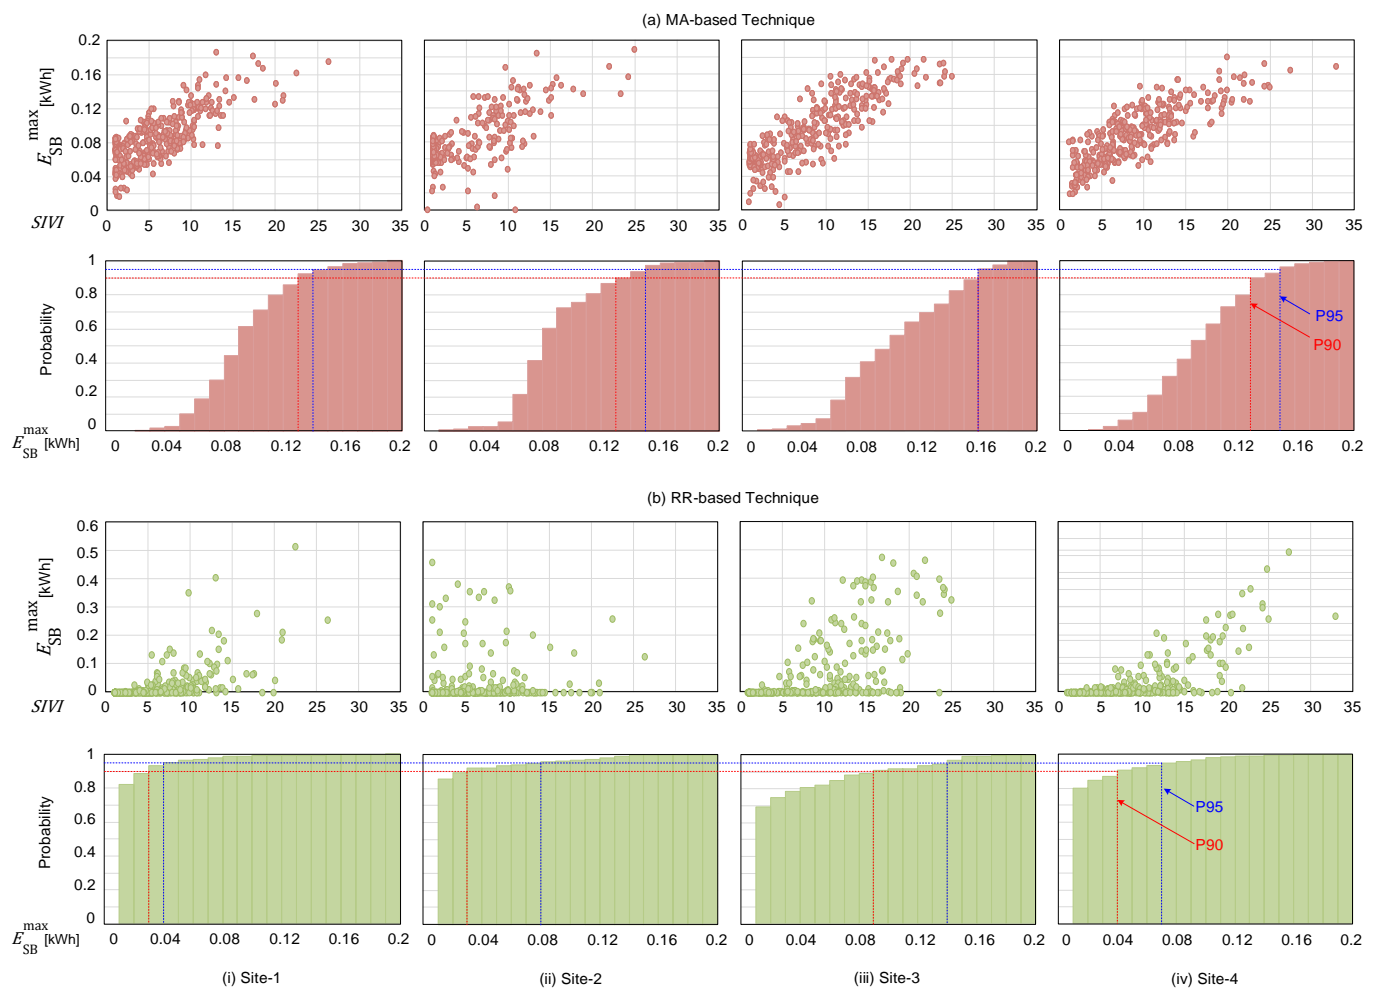 (a) MA-based Technique
0.2
0.16
0.12
0.08
0.04
0
E_SB^max [kWh]
SIVI
0 5 10 15 20 25 30 35
0 5 10 15 20 25 30 35
0 5 10 15 20 25 30 35
0 5 10 15 20 25 30 35
1
0.8
0.6
0.4
0.2
0
Probability
P95
P90
E_SB^max [kWh]
0 0.04 0.08 0.12 0.16 0.2
0 0.04 0.08 0.12 0.16 0.2
0 0.04 0.08 0.12 0.16 0.2
0 0.04 0.08 0.12 0.16 0.2
(b) RR-based Technique
0.6
0.5
0.4
0.3
0.2
0.1
0
E_SB^max [kWh]
SIVI
0 5 10 15 20 25 30 35
0 5 10 15 20 25 30 35
0 5 10 15 20 25 30 35
0 5 10 15 20 25 30 35
1
0.8
0.6
0.4
0.2
0
Probability
P95
P90
E_SB^max [kWh]
0 0.04 0.08 0.12 0.16 0.2
0 0.04 0.08 0.12 0.16 0.2
0 0.04 0.08 0.12 0.16 0.2
0 0.04 0.08 0.12 0.16 0.2
(i) Site-1
(ii) Site-2
(iii) Site-3
(iv) Site-4